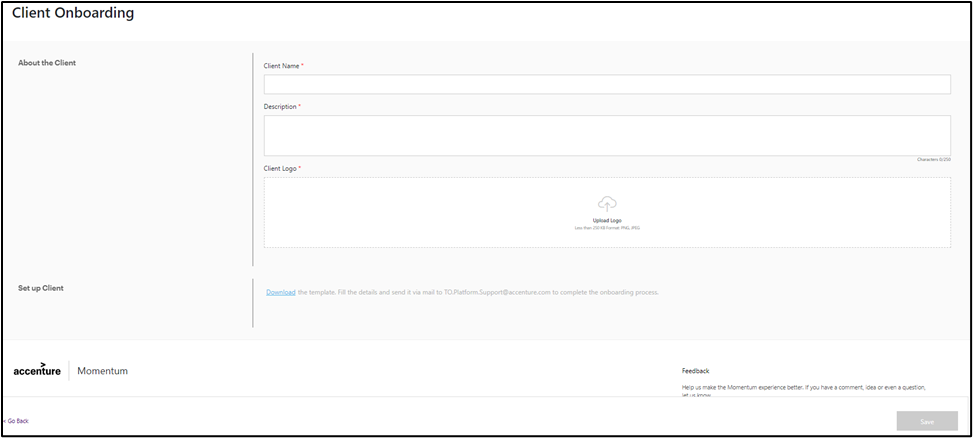 Client Onboarding
About the Client
Client Name *
Description *
Characters 0/250
Client Logo *
Upload Logo
Less than 200 KB Format: PNG, JPEG
Set up Client
Download the template. Fill the details and send it via mail to TO.Platform.Support@accenture.com to complete the onboarding process.
accenture
Momentum
Feedback
Help us make the Momentum experience better. If you have a comment, idea or even a question,
let us know
< Go Back
Save